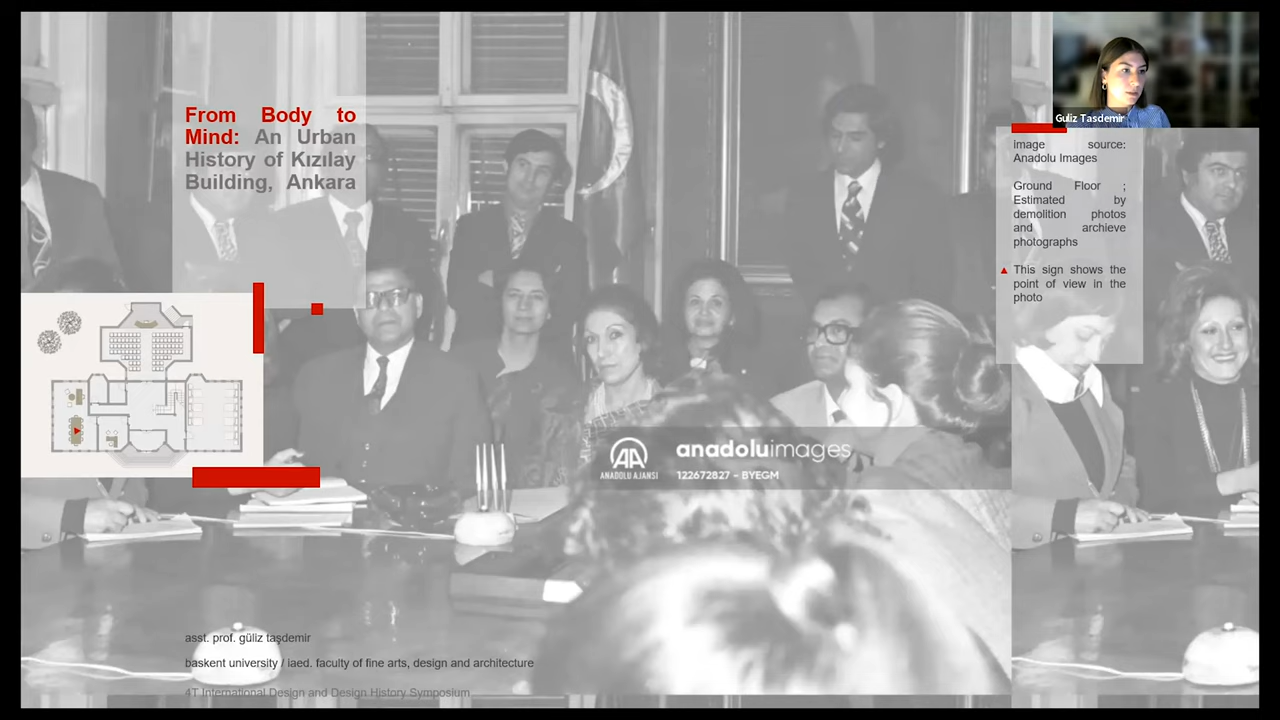 From Body to
Mind: An Urban
History of Kızılay
Building, Ankara
Guliz Tasdemir
image source:
Anadolu Images
Ground Floor ;
Estimated by
demolition photos
and archieve
photographs
This sign shows the
point of view in the
photo
AA
ANADOLU AJANSI
anadoluimages
122672827 - BYEGM
asst. prof. güliz taşdemir
baskent university / iaed. faculty of fine arts, design and architecture
4T International Design and Design History Symposium